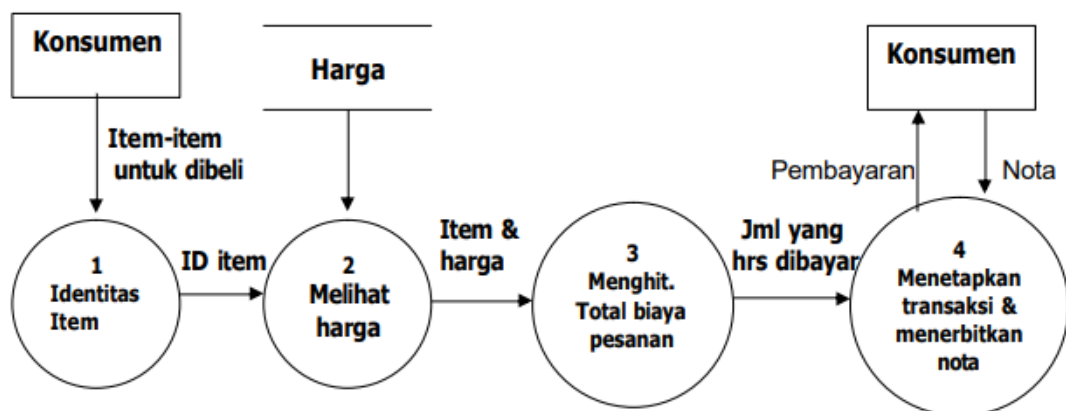 Konsumen
Item-item
untuk dibeli
1
Identitas
Item
ID item
Harga
2
Melihat
harga
Item &
harga
3
Menghit.
Total biaya
pesanan
Jml yang
hrs dibayar
Konsumen
Pembayaran
Nota
4
Menetapkan
transaksi &
menerbitkan
nota